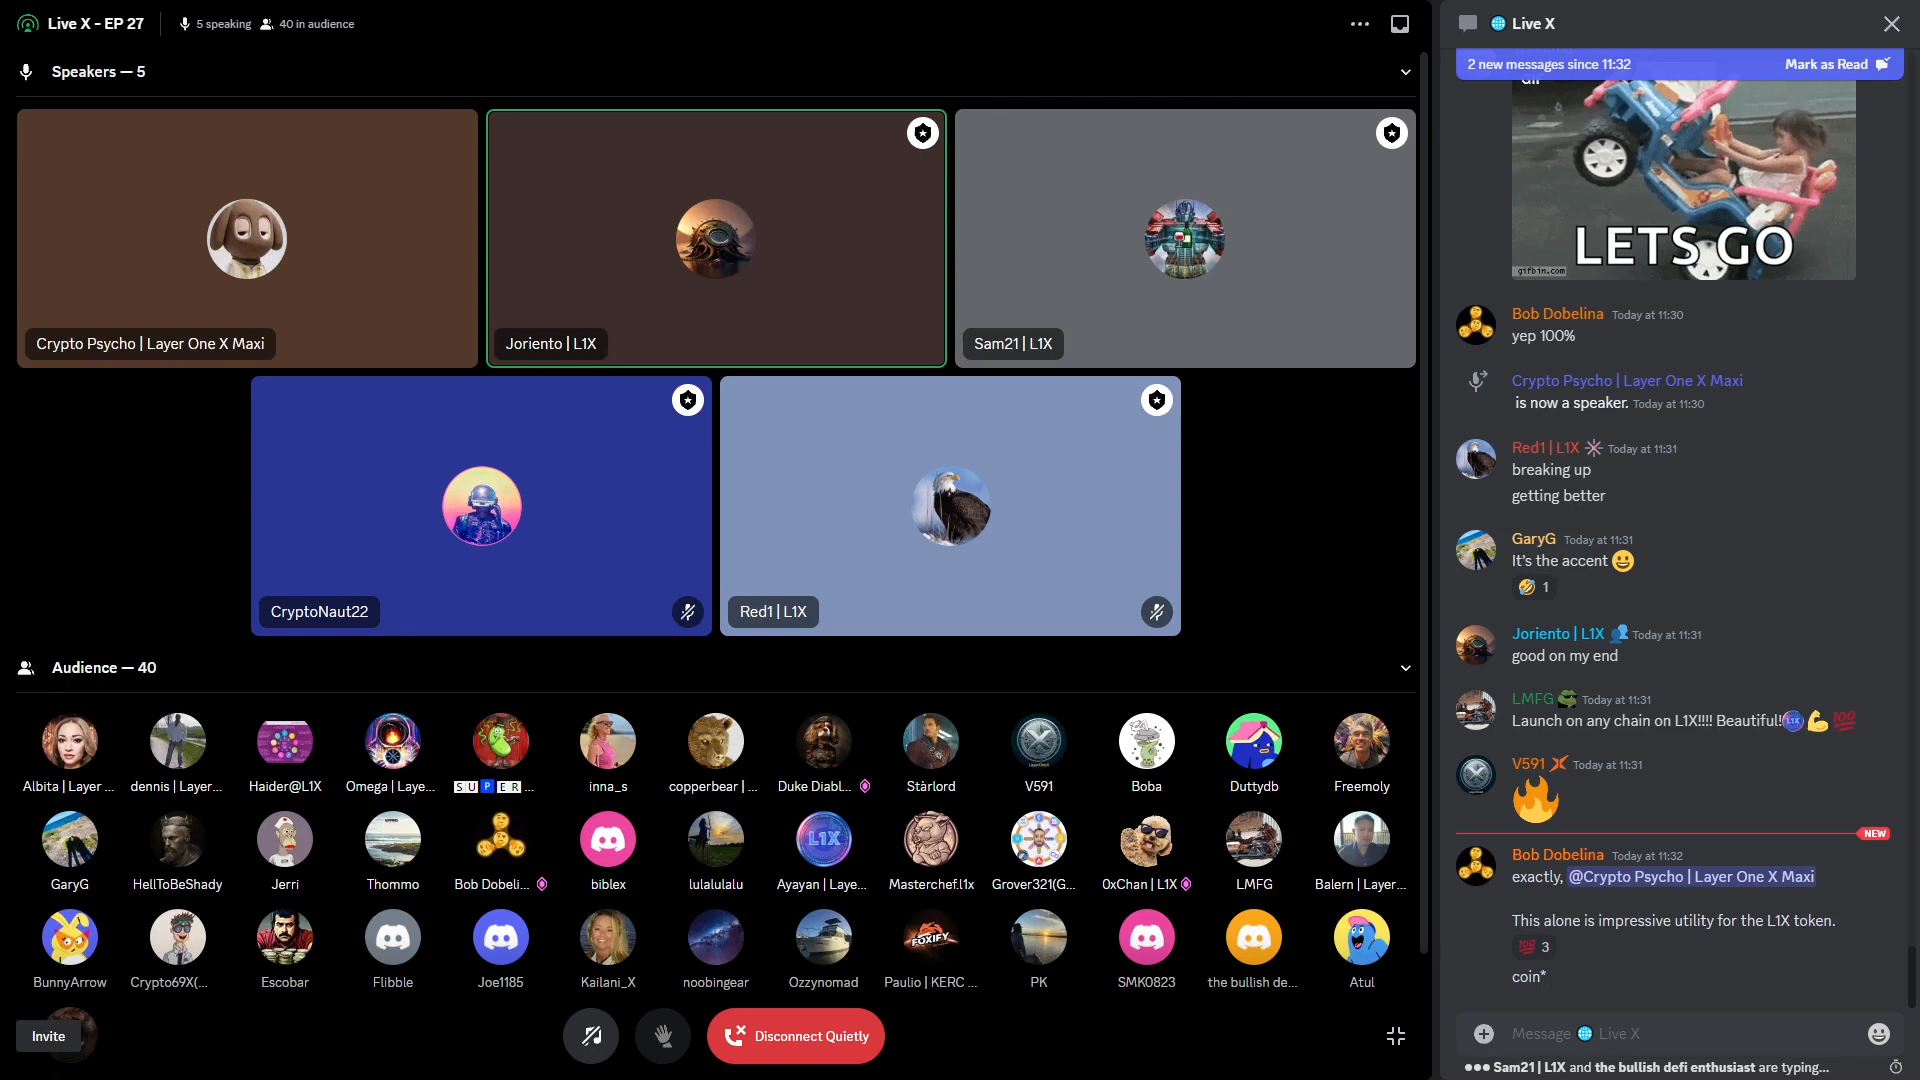 Live X - EP 27
5 speaking
40 in audience
Speakers — 5
Crypto Psycho | Layer One X Maxi
Joriento | L1X
Sam21 | L1X
CryptoNaut22
Red1 | L1X
Audience — 40
Albita | Layer ...
dennis | Layer...
Haider@L1X
Omega | Laye...
S U P E R ...
inna_s
copperbear | ...
Duke Diabl...
Stàrlord
V591
Boba
Duttydb
Freemoly
GaryG
HellToBeShady
Jerri
Thommo
Bob Dobeli...
biblex
lulalulalu
L1X
Ayayan | Laye...
Masterchef.l1x
Grover321(G...
0xChan | L1X
LMFG
Balern | Layer...
BunnyArrow
Crypto69X(...
Escobar
Flibble
Joe1185
Kailani_X
noobingear
Ozzynomad
FOXIFY
Paulio | KERC ...
PK
SMK0823
the bullish de...
Atul
Invite
Disconnect Quietly
Live X
2 new messages since 11:32
Mark as Read
LETS GO
gifbin.com
Bob Dobelina Today at 11:30
yep 100%
Crypto Psycho | Layer One X Maxi
is now a speaker. Today at 11:30
Red1 | L1X Today at 11:31
breaking up
getting better
GaryG Today at 11:31
It's the accent 😀
🤣 1
Joriento | L1X 👥 Today at 11:31
good on my end
LMFG Today at 11:31
Launch on any chain on L1X!!!! Beautiful! 💪 💯
V591 Today at 11:31
🔥
NEW
Bob Dobelina Today at 11:32
exactly, @Crypto Psycho | Layer One X Maxi
This alone is impressive utility for the L1X token.
💯 3
coin*
Message 🌐 Live X
Sam21 | L1X and the bullish defi enthusiast are typing...